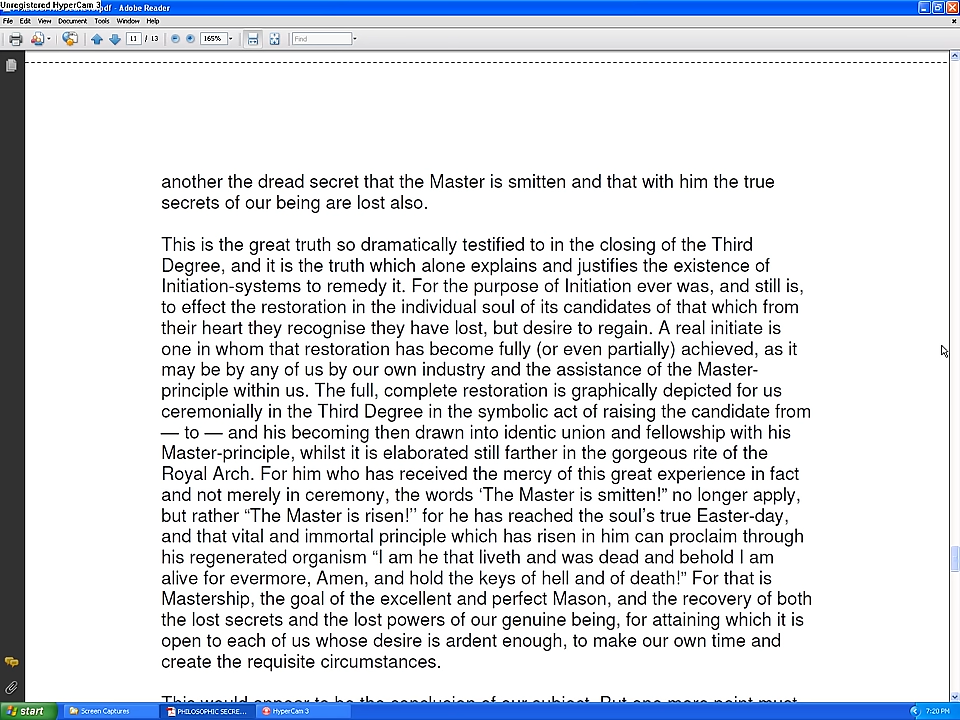 Unregistered HyperCam 3
.pdf - Adobe Reader
File Edit View Document Tools Window Help
11 / 13 165% Find
another the dread secret that the Master is smitten and that with him the true
secrets of our being are lost also.
This is the great truth so dramatically testified to in the closing of the Third
Degree, and it is the truth which alone explains and justifies the existence of
Initiation-systems to remedy it. For the purpose of Initiation ever was, and still is,
to effect the restoration in the individual soul of its candidates of that which from
their heart they recognise they have lost, but desire to regain. A real initiate is
one in whom that restoration has become fully (or even partially) achieved, as it
may be by any of us by our own industry and the assistance of the Master-
principle within us. The full, complete restoration is graphically depicted for us
ceremonially in the Third Degree in the symbolic act of raising the candidate from
— to — and his becoming then drawn into identic union and fellowship with his
Master-principle, whilst it is elaborated still farther in the gorgeous rite of the
Royal Arch. For him who has received the mercy of this great experience in fact
and not merely in ceremony, the words ‘The Master is smitten!” no longer apply,
but rather “The Master is risen!’’ for he has reached the soul’s true Easter-day,
and that vital and immortal principle which has risen in him can proclaim through
his regenerated organism “I am he that liveth and was dead and behold I am
alive for evermore, Amen, and hold the keys of hell and of death!” For that is
Mastership, the goal of the excellent and perfect Mason, and the recovery of both
the lost secrets and the lost powers of our genuine being, for attaining which it is
open to each of us whose desire is ardent enough, to make our own time and
create the requisite circumstances.
This would appear to be the conclusion of our subject. But one more point must
start Screen Captures PHILOSOPHIC SECRE... HyperCam 3 7:20 PM